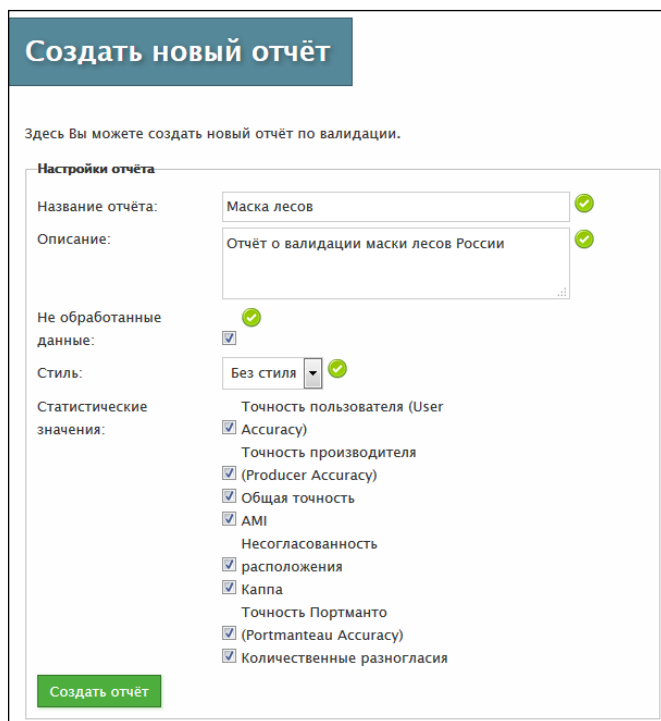 Создать новый отчёт
Здесь Вы можете создать новый отчёт по валидации.
Настройки отчёта
Название отчёта: Маска лесов
Описание: Отчёт о валидации маски лесов России
Не обработанные
данные:
Стиль: Без стиля
Статистические
значения:
Точность пользователя (User
Accuracy)
Точность производителя
(Producer Accuracy)
Общая точность
AMI
Несогласованность
расположения
Каппа
Точность Портманто
(Portmanteau Accuracy)
Количественные разногласия
Создать отчёт